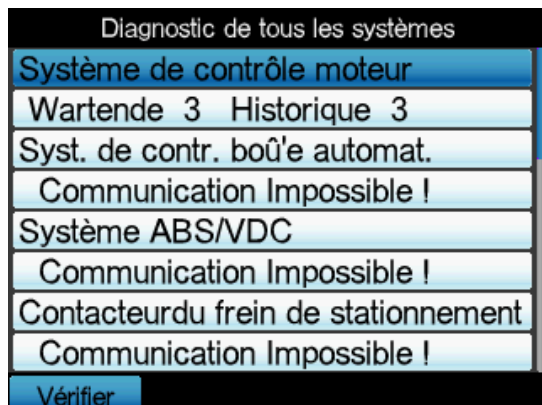 Diagnostic de tous les systèmes
Système de contrôle moteur
Wartende 3 Historique 3
Syst. de contr. boû'e automat.
Communication Impossible !
Système ABS/VDC
Communication Impossible !
Contacteurdu frein de stationnement
Communication Impossible !
Vérifier